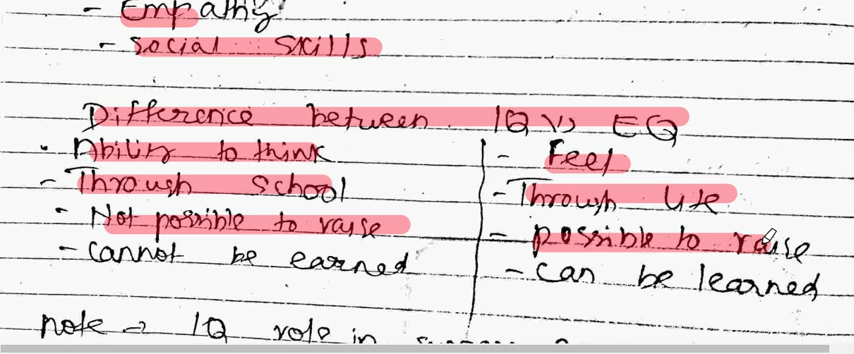 - Empathy
- Social Skills
Difference between IQ vs EQ
- Ability to think
- Through School
- Not possible to raise
- Cannot be earned
- Feel
- Through life
- possible to raise
- can be learned
note → IQ role in